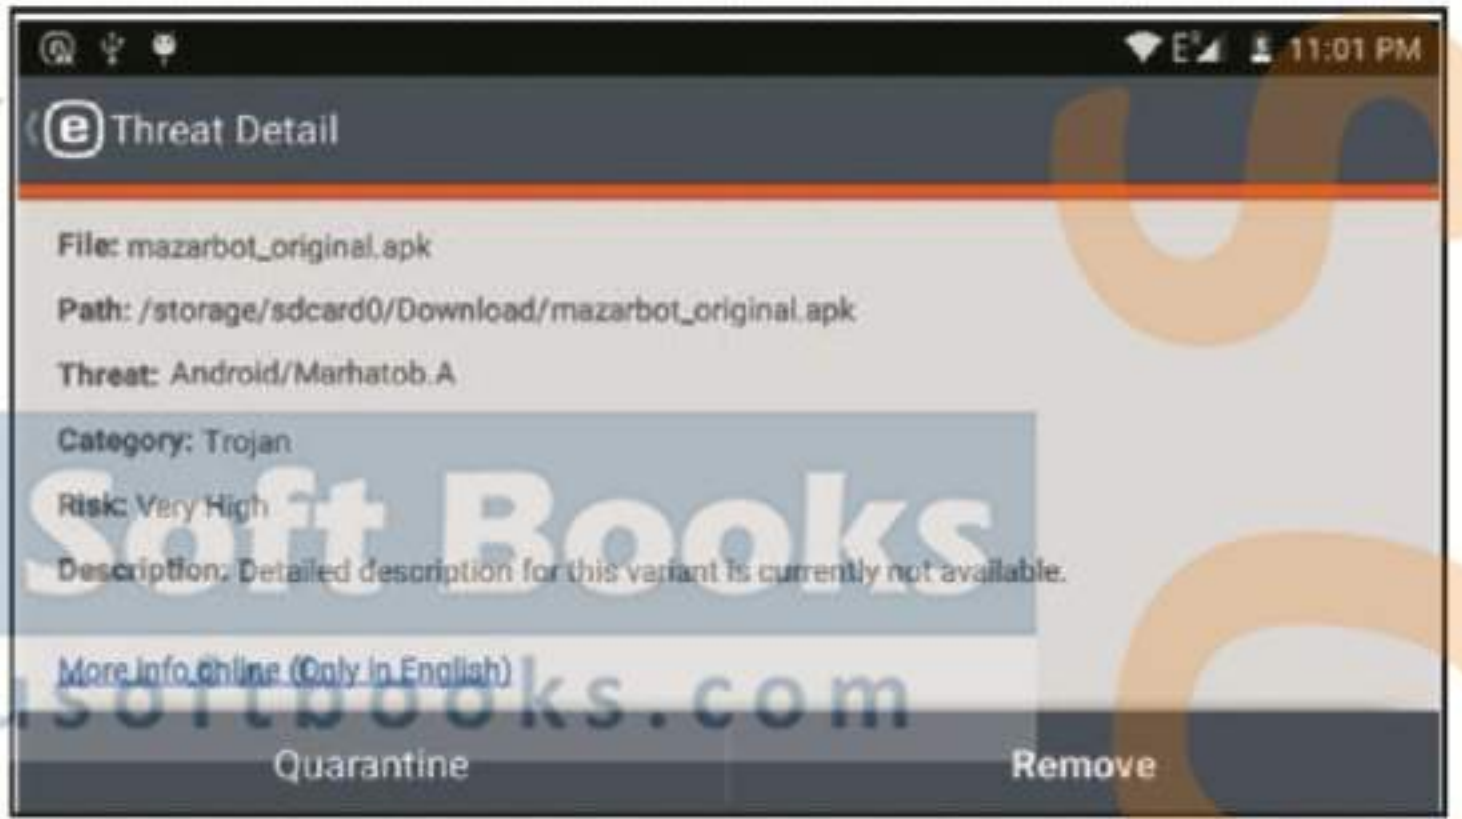 11:01 PM
e Threat Detail
File: mazarbot_original.apk
Path: /storage/sdcard0/Download/mazarbot_original.apk
Threat: Android/Marhatob.A
Category: Trojan
Risk: Very High
Soft Books
Description: Detailed description for this variant is currently not available.
More info online (Only in English)
usoftbooks.com
Quarantine Remove